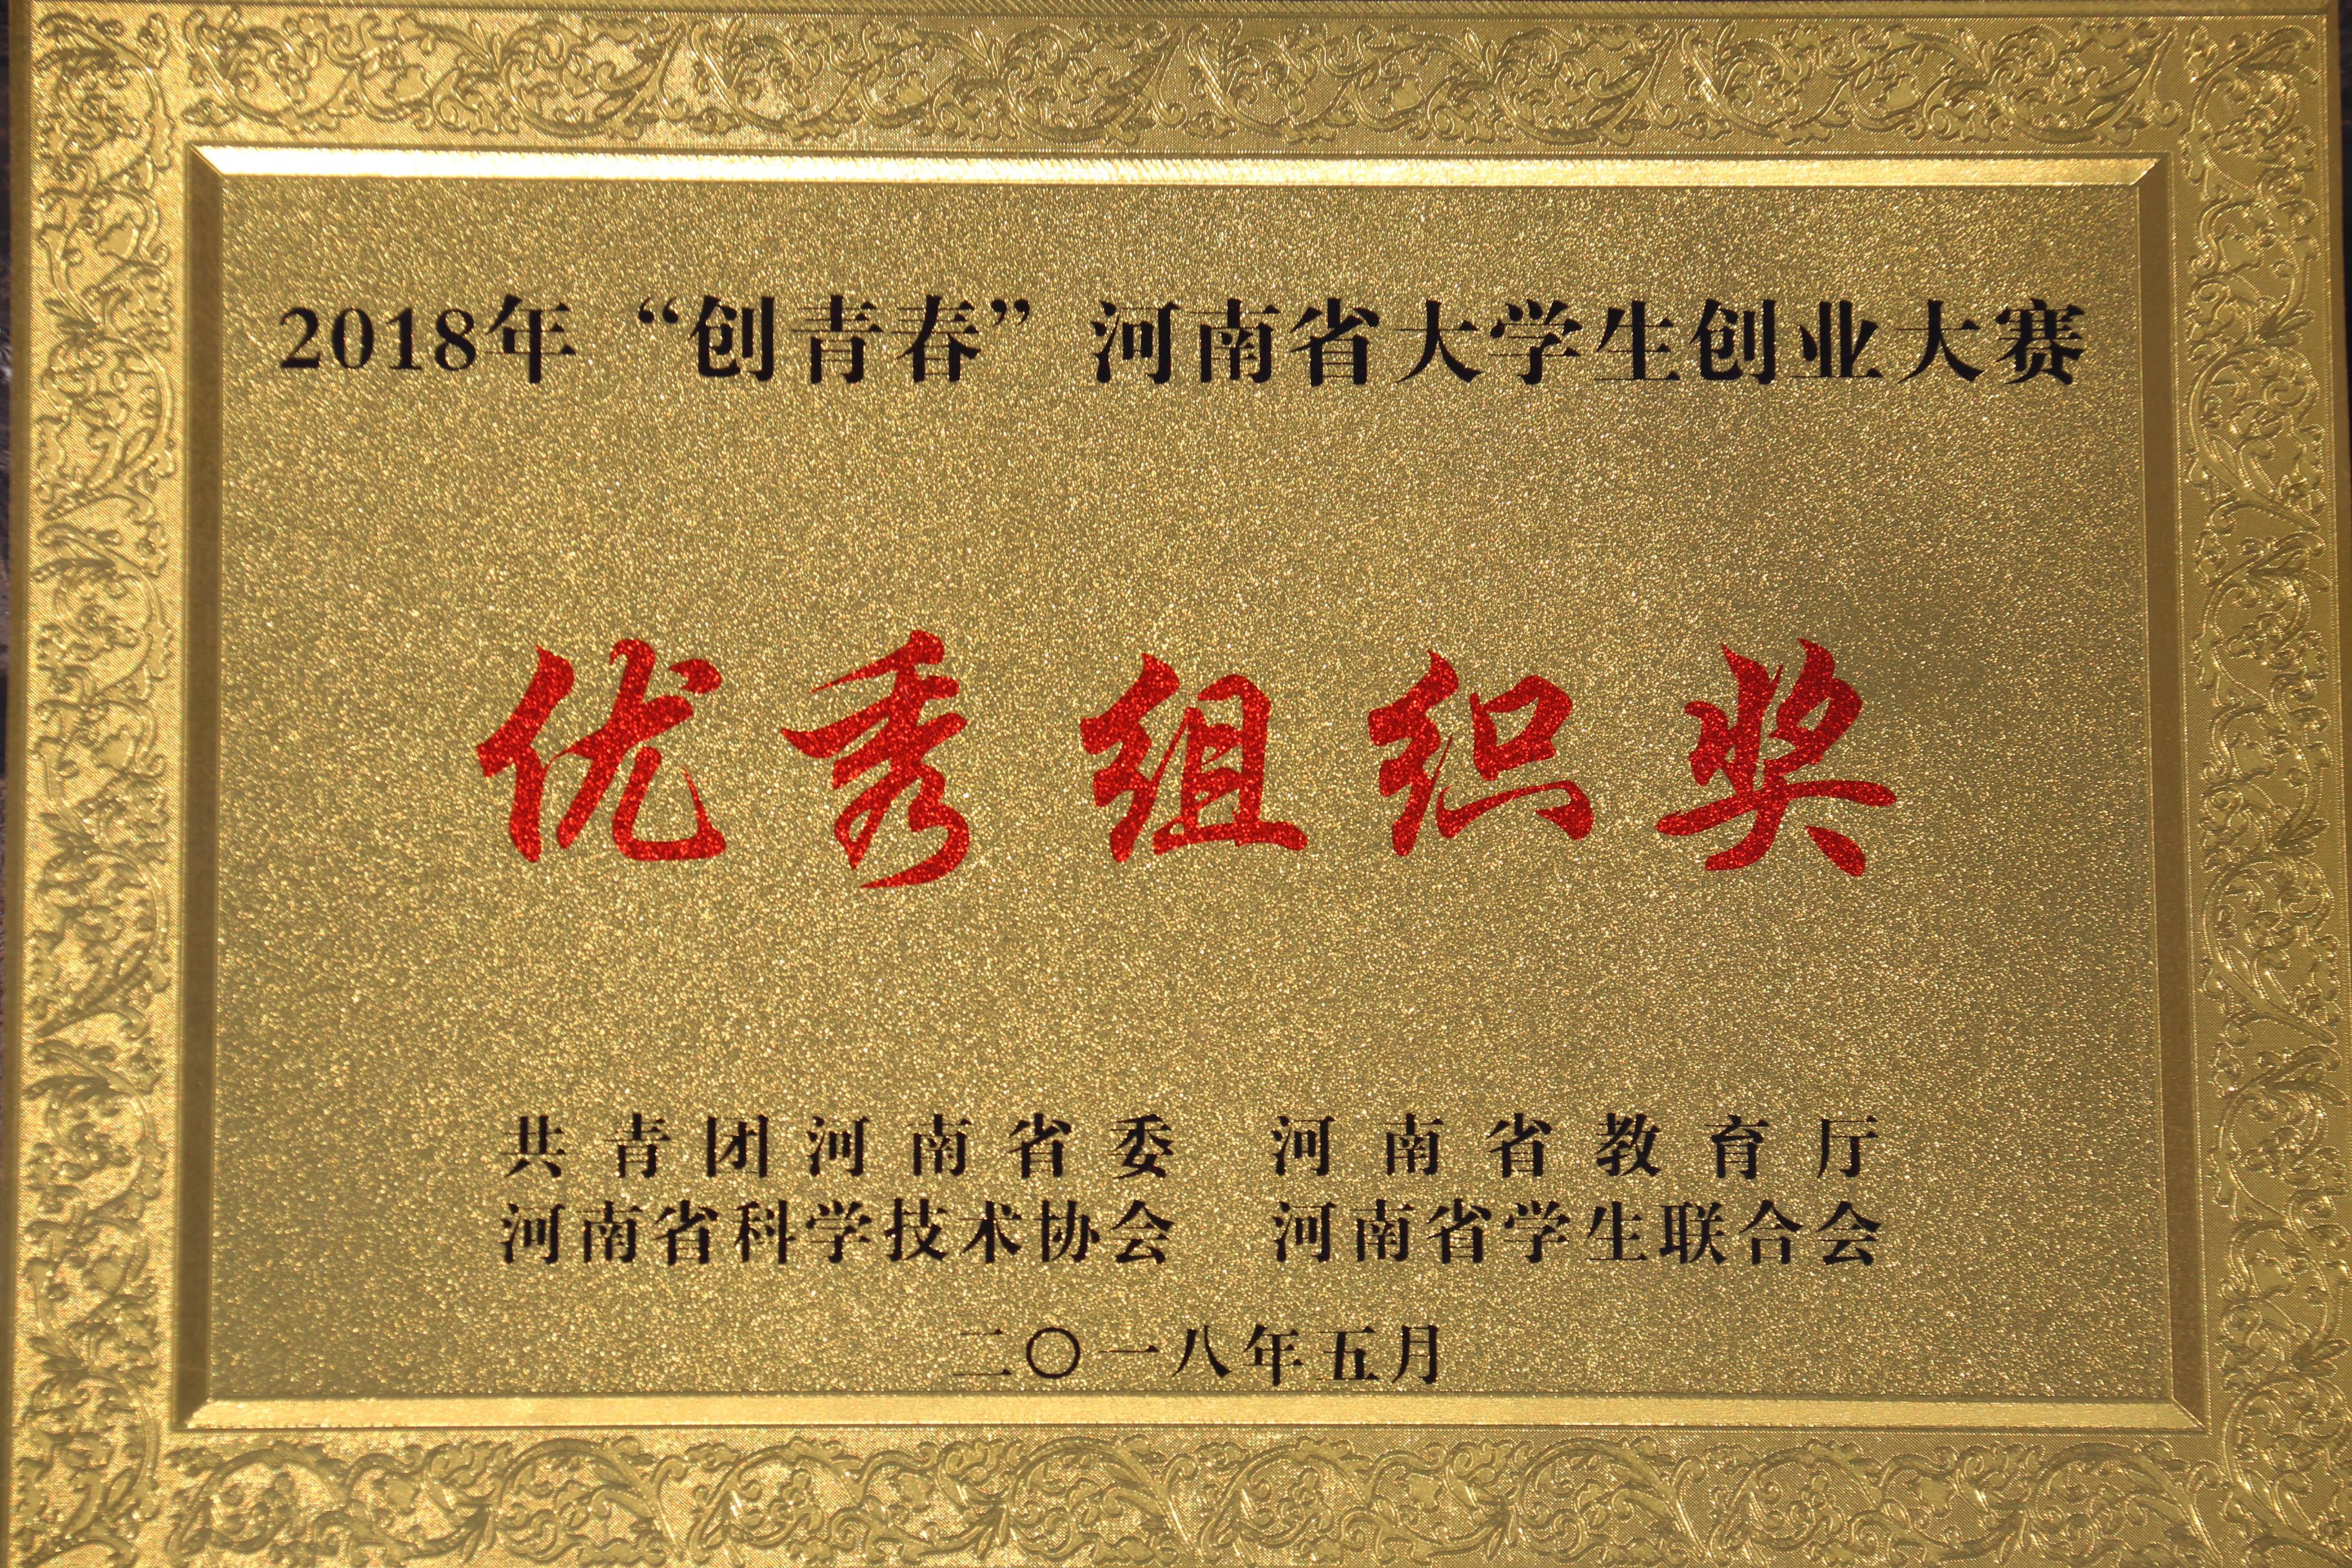 2018年“创青春”河南省大学生创业大赛
优秀组织奖
共青团河南省委 河南省教育厅
河南省科学技术协会 河南省学生联合会
二〇一八年五月